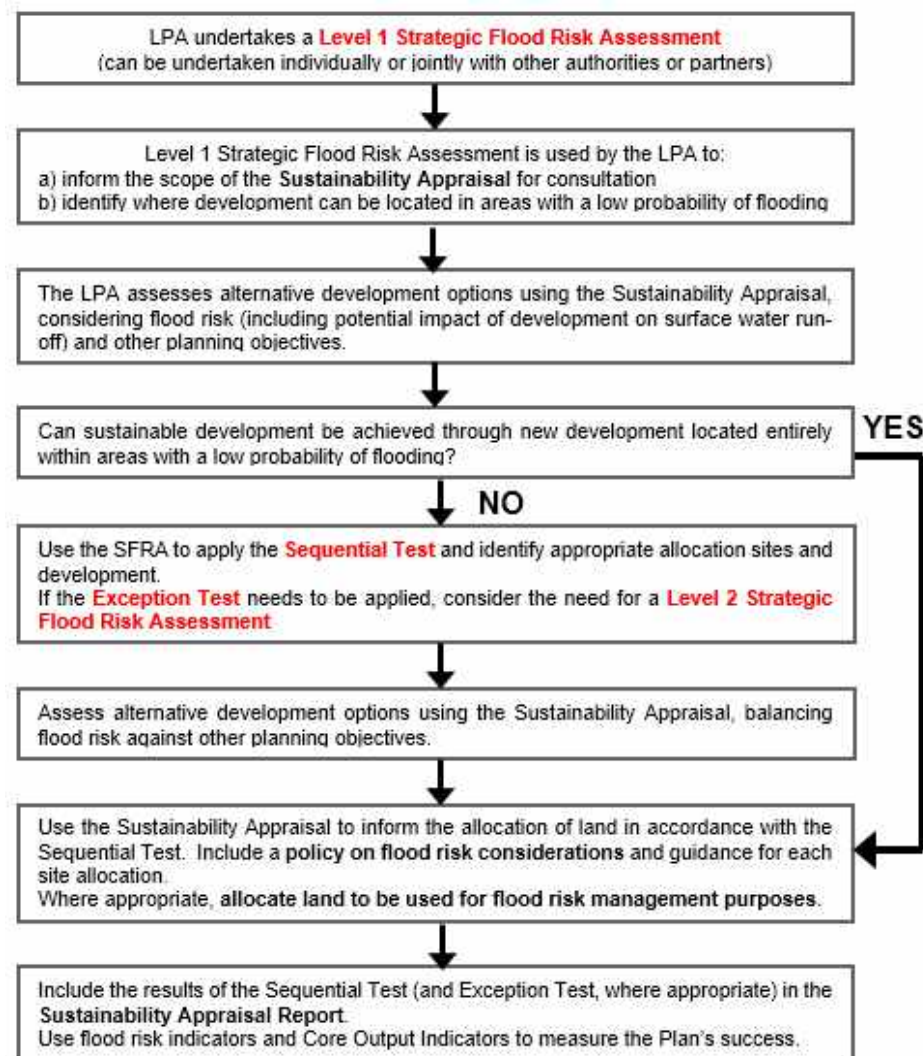 LPA undertakes a Level 1 Strategic Flood Risk Assessment
(can be undertaken individually or jointly with other authorities or partners)
Level 1 Strategic Flood Risk Assessment is used by the LPA to:
a) inform the scope of the Sustainability Appraisal for consultation
b) identify where development can be located in areas with a low probability of flooding
The LPA assesses alternative development options using the Sustainability Appraisal,
considering flood risk (including potential impact of development on surface water run-
off) and other planning objectives.
Can sustainable development be achieved through new development located entirely
within areas with a low probability of flooding?
YES
NO
Use the SFRA to apply the Sequential Test and identify appropriate allocation sites and
development.
If the Exception Test needs to be applied, consider the need for a Level 2 Strategic
Flood Risk Assessment
Assess alternative development options using the Sustainability Appraisal, balancing
flood risk against other planning objectives.
Use the Sustainability Appraisal to inform the allocation of land in accordance with the
Sequential Test. Include a policy on flood risk considerations and guidance for each
site allocation.
Where appropriate, allocate land to be used for flood risk management purposes.
Include the results of the Sequential Test (and Exception Test, where appropriate) in the
Sustainability Appraisal Report.
Use flood risk indicators and Core Output Indicators to measure the Plan's success.